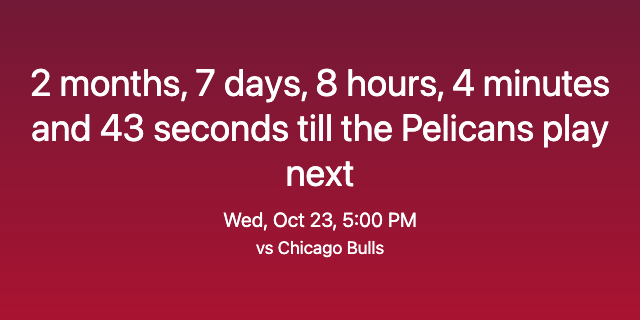 2 months, 7 days, 8 hours, 4 minutes
and 43 seconds till the Pelicans play
next
Wed, Oct 23, 5:00 PM
vs Chicago Bulls